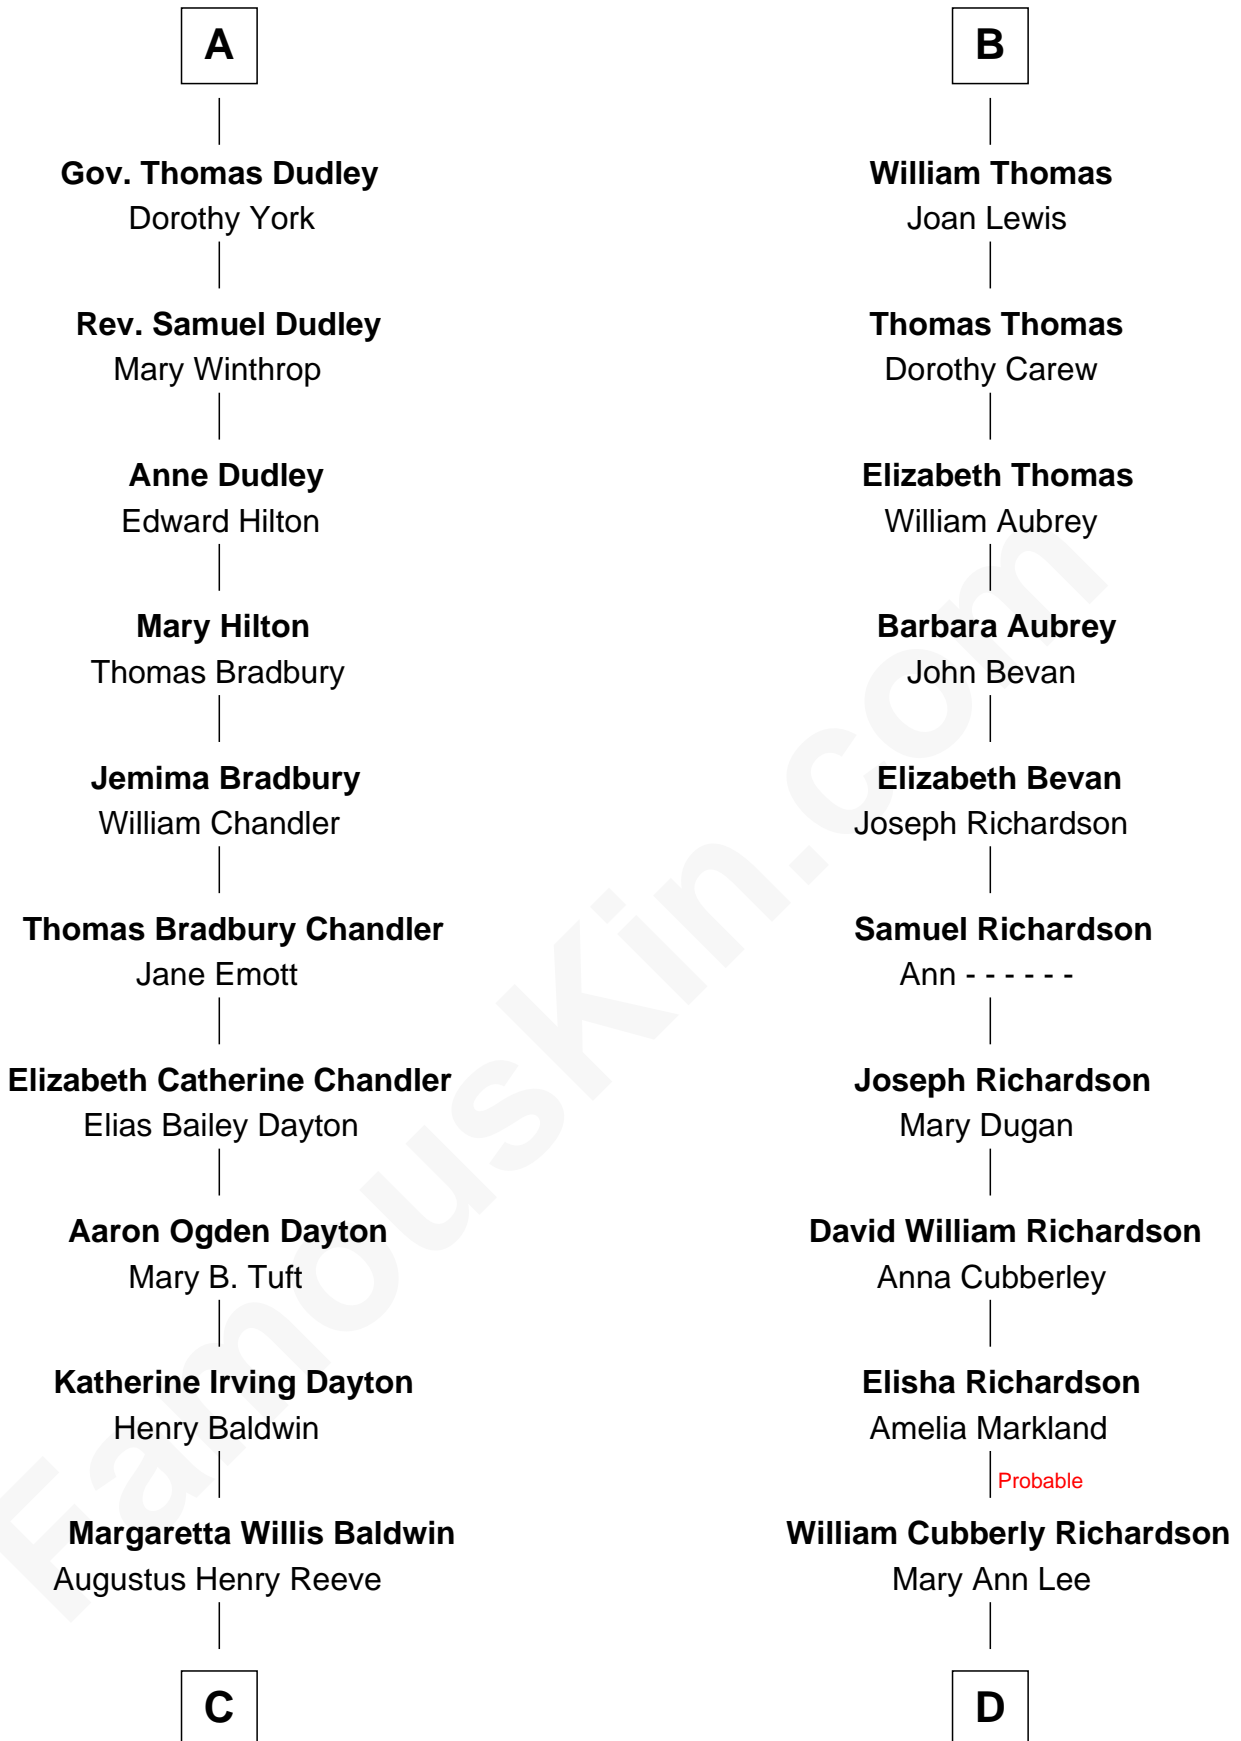 A
Gov. Thomas Dudley
Dorothy York
Rev. Samuel Dudley
Mary Winthrop
Anne Dudley
Edward Hilton
Mary Hilton
Thomas Bradbury
Jemima Bradbury
William Chandler
Thomas Bradbury Chandler
Jane Emott
Elizabeth Catherine Chandler
Elias Bailey Dayton
Aaron Ogden Dayton
Mary B. Tuft
Katherine Irving Dayton
Henry Baldwin
Margaretta Willis Baldwin
Augustus Henry Reeve
C
B
William Thomas
Joan Lewis
Thomas Thomas
Dorothy Carew
Elizabeth Thomas
William Aubrey
Barbara Aubrey
John Bevan
Elizabeth Bevan
Joseph Richardson
Samuel Richardson
Ann - - - - - -
Joseph Richardson
Mary Dugan
David William Richardson
Anna Cubberley
Elisha Richardson
Amelia Markland
Probable
William Cubberly Richardson
Mary Ann Lee
D
FamousKin.com